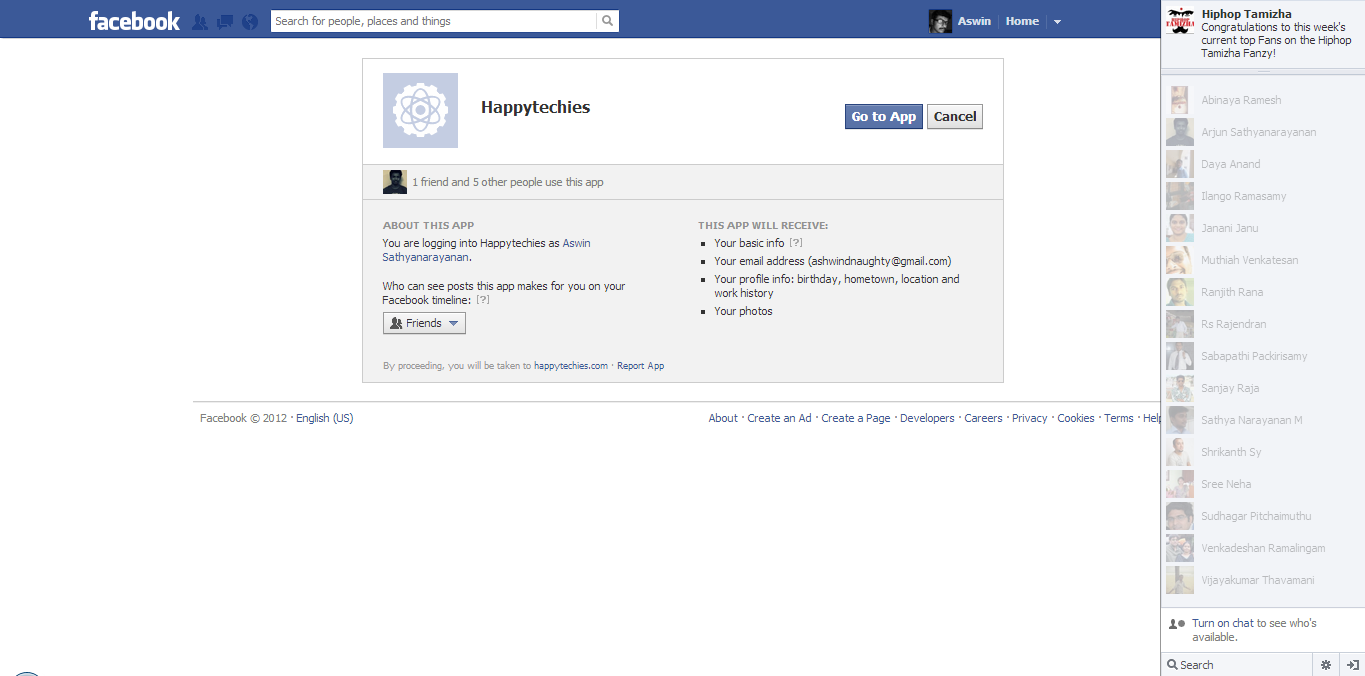 facebook
Search for people, places and things
Aswin
Home
Hiphop Tamizha
Congratulations to this week's
current top Fans on the Hiphop
Tamizha Fanzy!
Happytechies
Go to App
Cancel
1 friend and 5 other people use this app
ABOUT THIS APP
You are logging into Happytechies as Aswin
Sathyanarayanan.
Who can see posts this app makes for you on your
Facebook timeline: [?]
Friends
THIS APP WILL RECEIVE:
Your basic info [?]
Your email address (ashwindnaughty@gmail.com)
Your profile info: birthday, hometown, location and
work history
Your photos
By proceeding, you will be taken to happytechies.com · Report App
Facebook © 2012 · English (US)
About · Create an Ad · Create a Page · Developers · Careers · Privacy · Cookies · Terms · Help
Abinaya Ramesh
Arjun Sathyanarayanan
Daya Anand
Ilango Ramasamy
Janani Janu
Muthiah Venkatesan
Ranjith Rana
Rs Rajendran
Sabapathi Packirisamy
Sanjay Raja
Sathya Narayanan M
Shrikanth Sy
Sree Neha
Sudhagar Pitchaimuthu
Venkadeshan Ramalingam
Vijayakumar Thavamani
Turn on chat to see who's
available.
Search